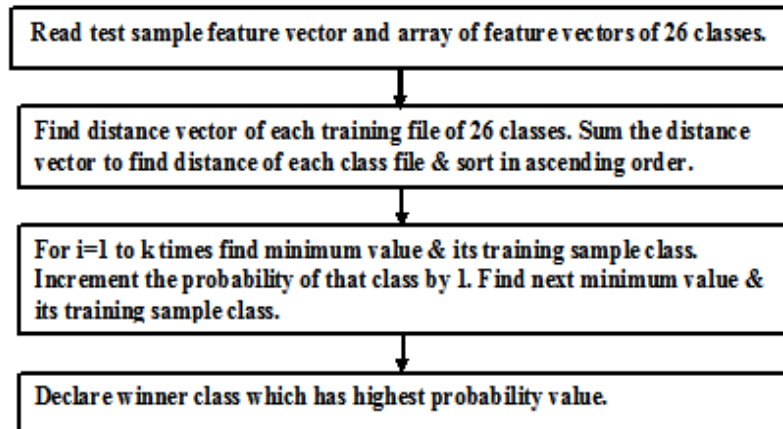 Read test sample feature vector and array of feature vectors of 26 classes.
Find distance vector of each training file of 26 classes. Sum the distance
vector to find distance of each class file & sort in ascending order.
For i=1 to k times find minimum value & its training sample class.
Increment the probability of that class by 1. Find next minimum value &
its training sample class.
Declare winner class which has highest probability value.